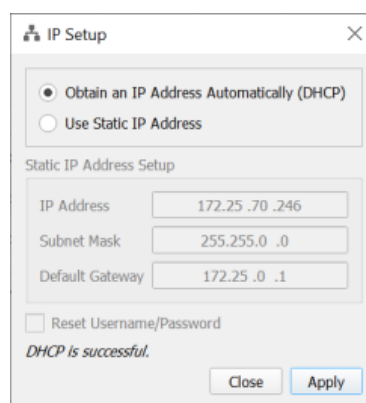 IP Setup
Obtain an IP Address Automatically (DHCP)
Use Static IP Address
Static IP Address Setup
IP Address 172.25 .70 .246
Subnet Mask 255.255.0 .0
Default Gateway 172.25 .0 .1
Reset Username/Password
DHCP is successful.
Close Apply